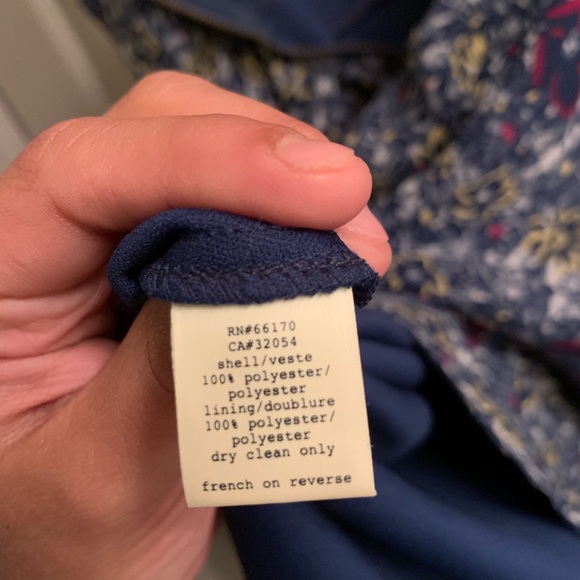 RN#66170
CA#32054
shell/veste
100% polyester/
polyester
lining/doublure
100% polyester/
polyester
dry clean only
french on reverse